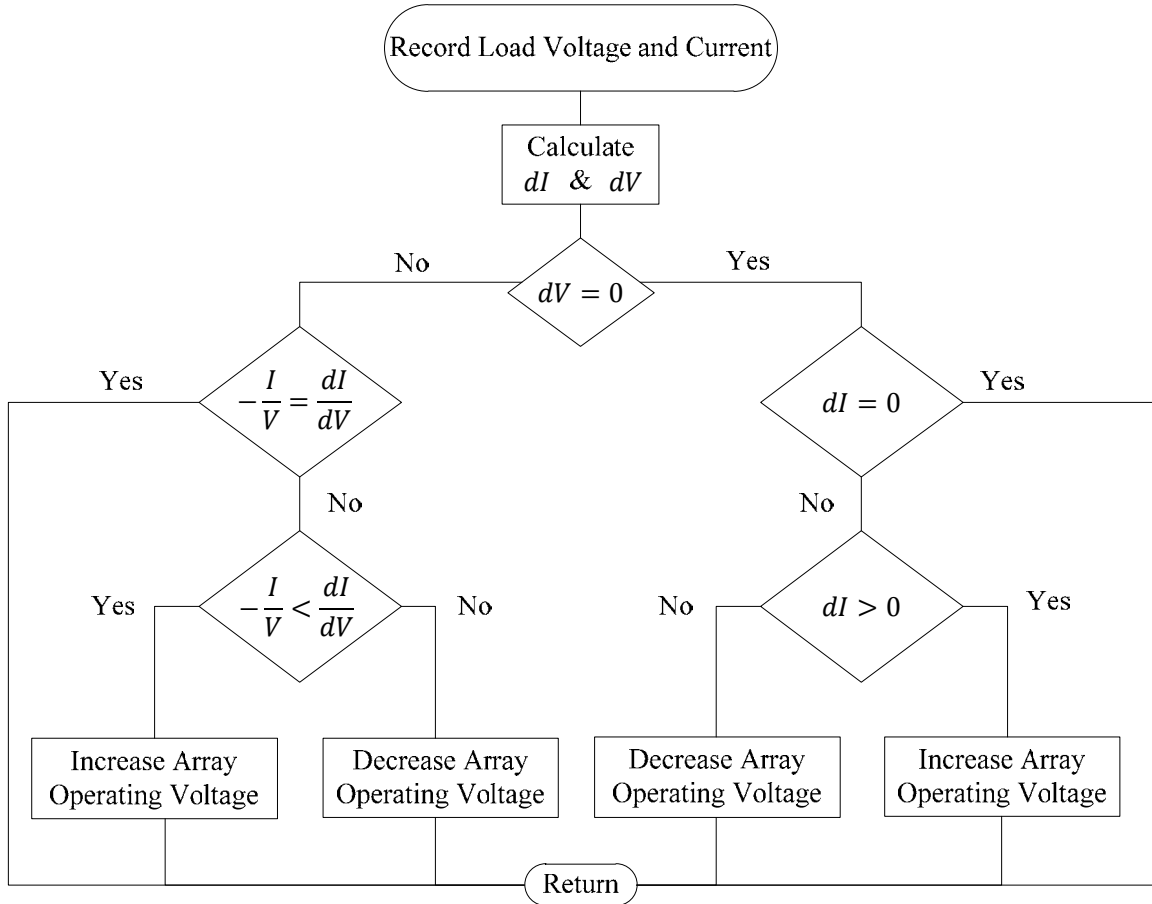 Record Load Voltage and Current
Calculate
dI & dV
No
Yes
dV = 0
Yes
-I/V = dI/dV
dI = 0
Yes
No
No
Yes
-I/V < dI/dV
No
No
dI > 0
Yes
Increase Array
Operating Voltage
Decrease Array
Operating Voltage
Decrease Array
Operating Voltage
Increase Array
Operating Voltage
Return